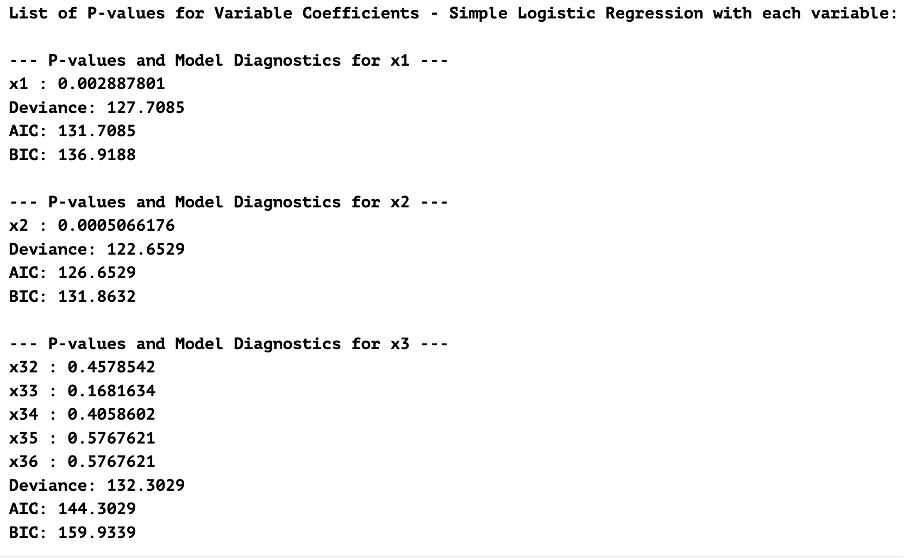 List of P-values for Variable Coefficients - Simple Logistic Regression with each variable:
--- P-values and Model Diagnostics for x1 ---
x1 : 0.002887801
Deviance: 127.7085
AIC: 131.7085
BIC: 136.9188
--- P-values and Model Diagnostics for x2 ---
x2 : 0.0005066176
Deviance: 122.6529
AIC: 126.6529
BIC: 131.8632
--- P-values and Model Diagnostics for x3 ---
x32 : 0.4578542
x33 : 0.1681634
x34 : 0.4058602
x35 : 0.5767621
x36 : 0.5767621
Deviance: 132.3029
AIC: 144.3029
BIC: 159.9339